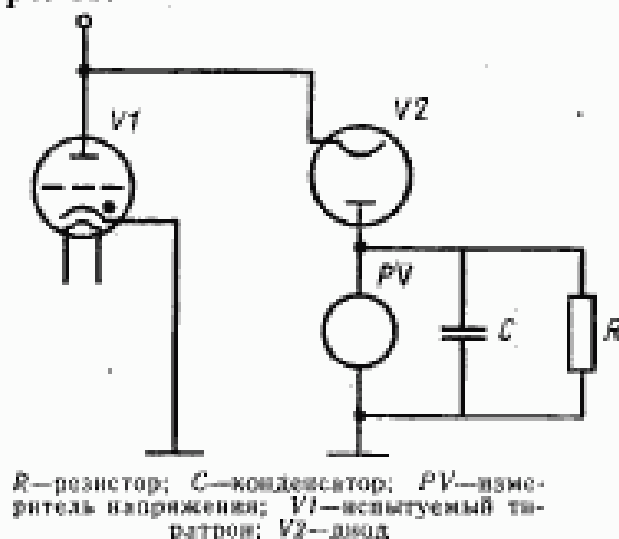 V1
V2
PV
C
R
R—резистор; C—конденсатор; PV—изме-
ритель напряжения; V1—испытуемый ти-
ратрон; V2—диод